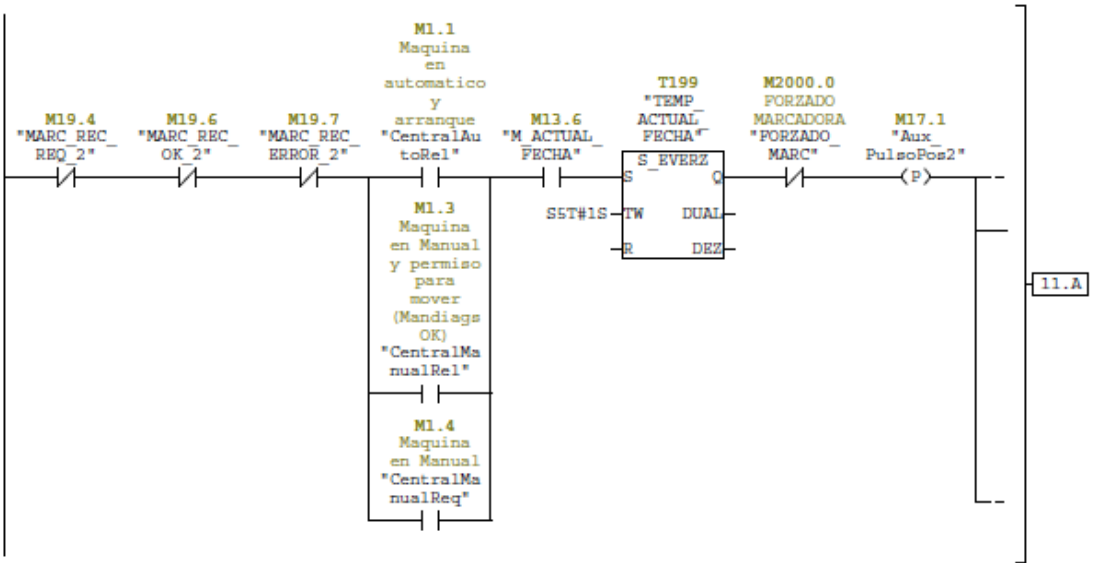 M19.4
"MARC_REC_
REQ_2"
M19.6
"MARC_REC_
OK_2"
M19.7
"MARC_REC_
ERROR_2"
M1.1
Maquina
en
automatico
y
arranque
"CentralAu
toRel"
M1.3
Maquina
en Manual
y permiso
para
mover
(Mandiags
OK)
"CentralMa
nualRel"
M1.4
Maquina
en Manual
"CentralMa
nualReq"
M13.6
"M_ACTUAL_
FECHA"
T199
"TEMP_
ACTUAL_
FECHA"
S_EVERZ
S Q
S5T#1S TW DUAL
R DEZ
M2000.0
FORZADO
MARCADORA
"FORZADO_
MARC"
M17.1
"Aux_
PulsoPos2"
(P)
11.A